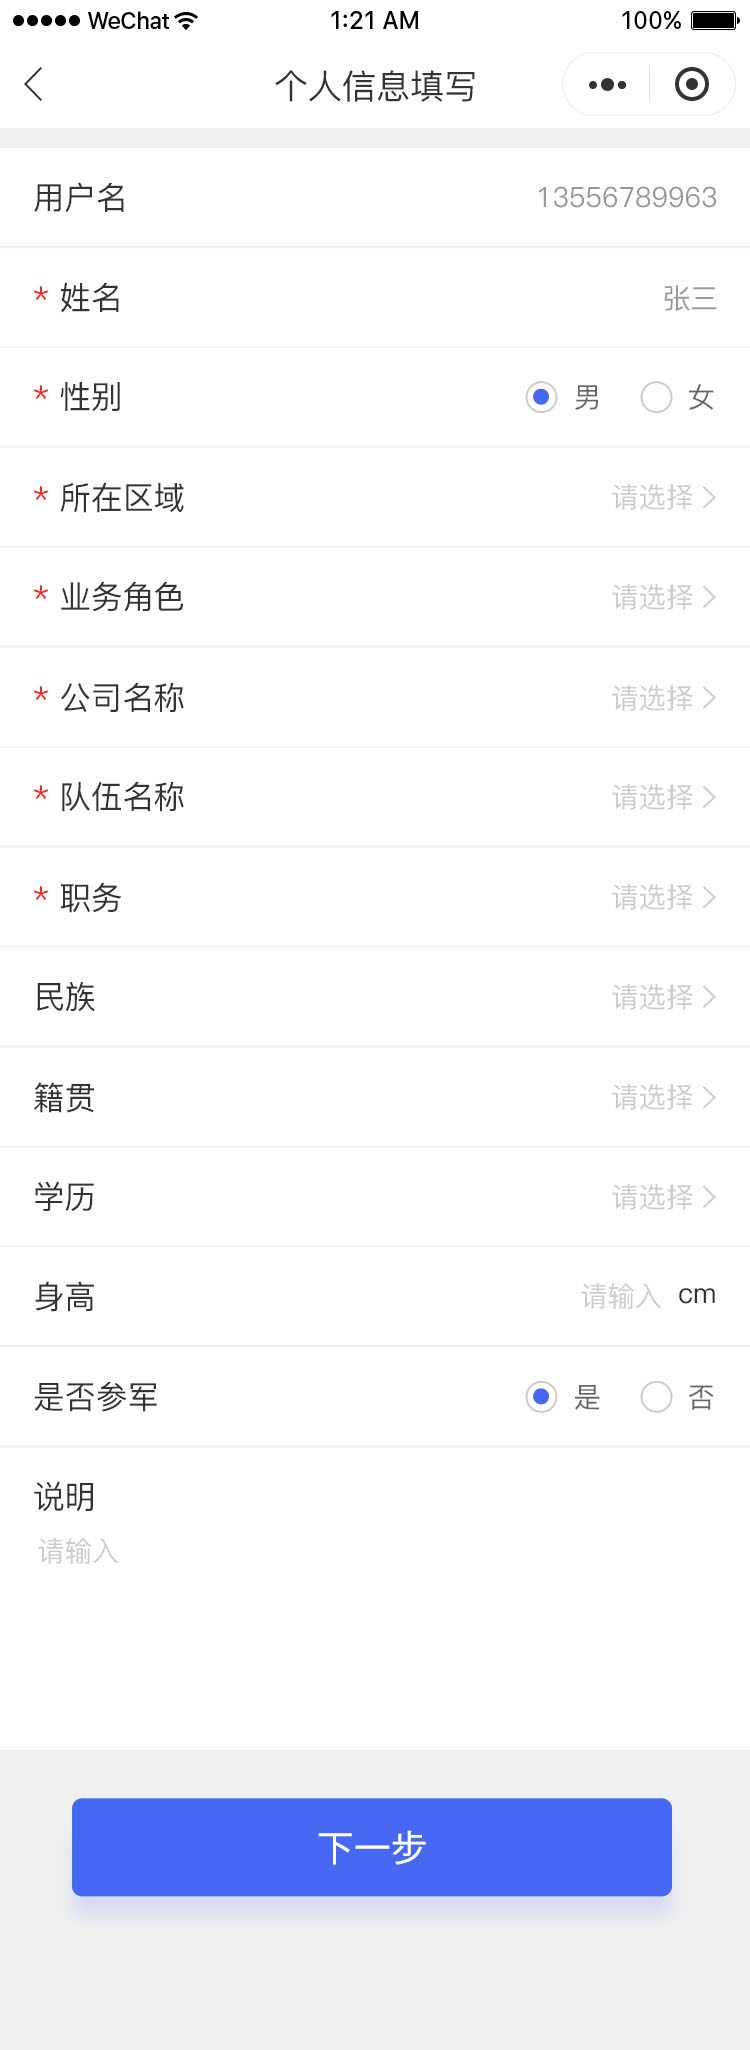 WeChat 1:21 AM 100%
个人信息填写
用户名 13556789963
* 姓名 张三
* 性别 男 女
* 所在区域 请选择
* 业务角色 请选择
* 公司名称 请选择
* 队伍名称 请选择
* 职务 请选择
民族 请选择
籍贯 请选择
学历 请选择
身高 请输入 cm
是否参军 是 否
说明
请输入
下一步